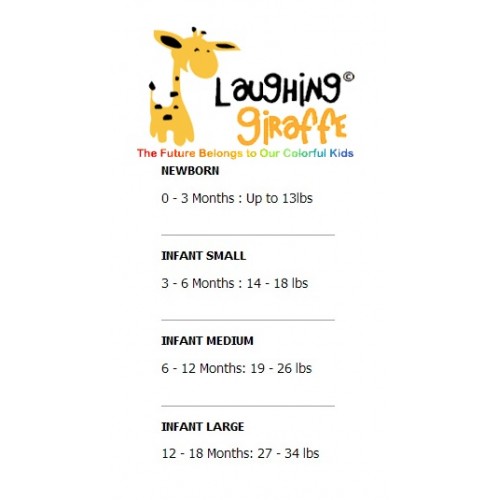 Laughing©
giraffe
The Future Belongs to Our Colorful Kids
NEWBORN
0 - 3 Months : Up to 13lbs
INFANT SMALL
3 - 6 Months : 14 - 18 lbs
INFANT MEDIUM
6 - 12 Months: 19 - 26 lbs
INFANT LARGE
12 - 18 Months: 27 - 34 lbs